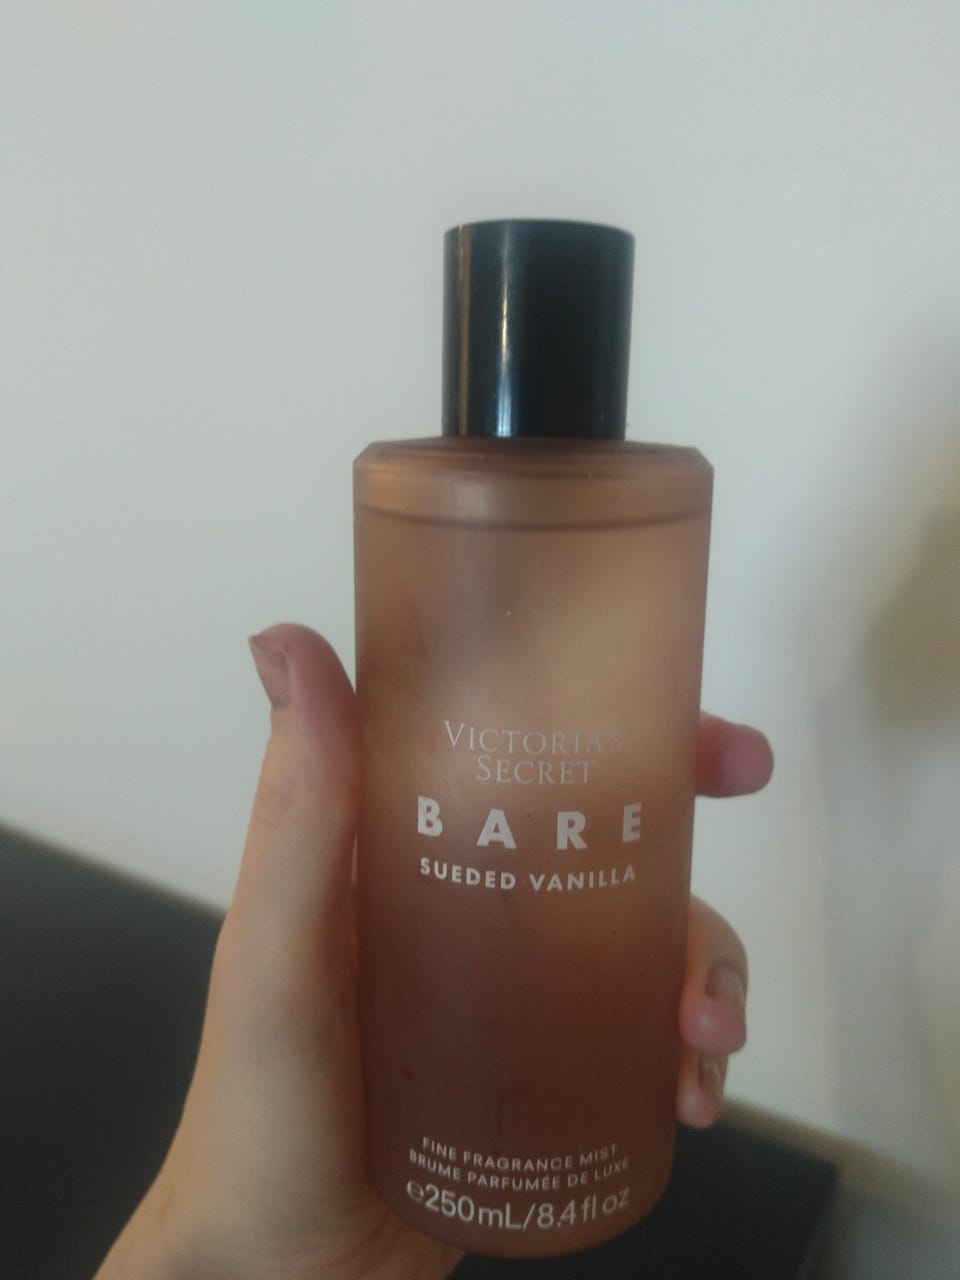 VICTORIA'S
SECRET
BARE
SUEDED VANILLA
FINE FRAGRANCE MIST
BRUME PARFUMÉE DE LUXE
℮250mL/8.4 fl oz